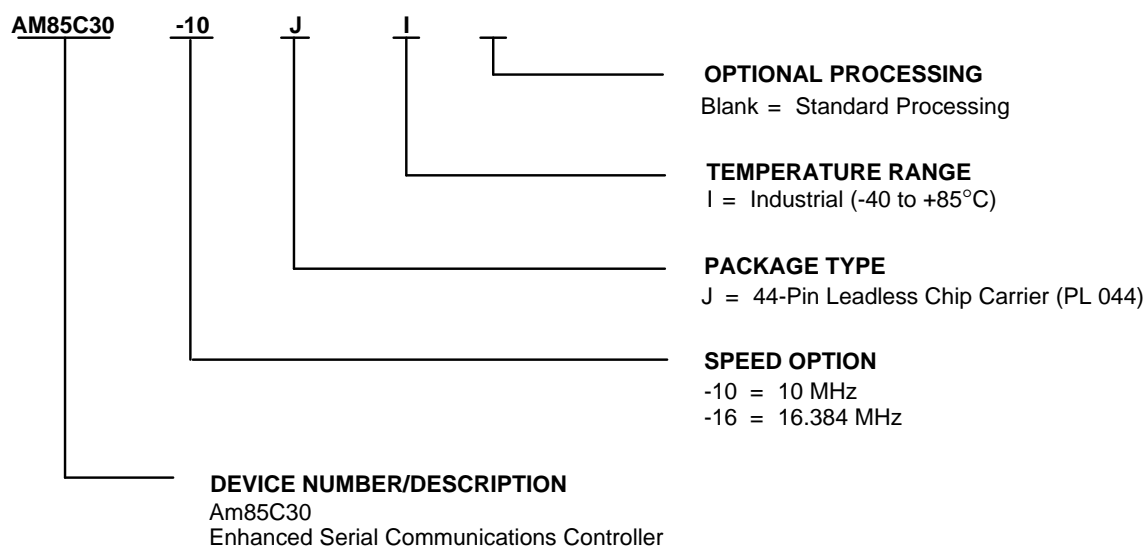 AM85C30 -10 J I
OPTIONAL PROCESSING
Blank = Standard Processing
TEMPERATURE RANGE
I = Industrial (-40 to +85°C)
PACKAGE TYPE
J = 44-Pin Leadless Chip Carrier (PL 044)
SPEED OPTION
-10 = 10 MHz
-16 = 16.384 MHz
DEVICE NUMBER/DESCRIPTION
Am85C30
Enhanced Serial Communications Controller